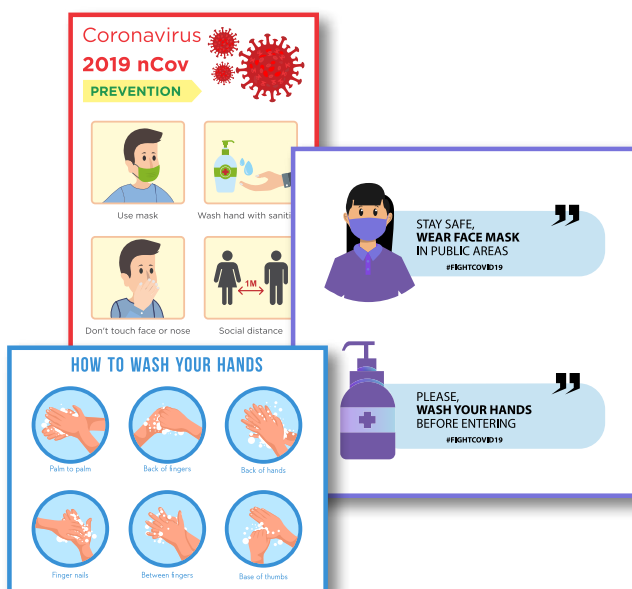 Coronavirus
2019 nCov
PREVENTION
Use mask
Wash hand with saniti
Don't touch face or nose
1M
Social distance
STAY SAFE,
WEAR FACE MASK
IN PUBLIC AREAS
#FIGHTCOVID19
PLEASE,
WASH YOUR HANDS
BEFORE ENTERING
#FIGHTCOVID19
HOW TO WASH YOUR HANDS
Palm to palm
Back of fingers
Back of hands
Finger nails
Between fingers
Base of thumbs